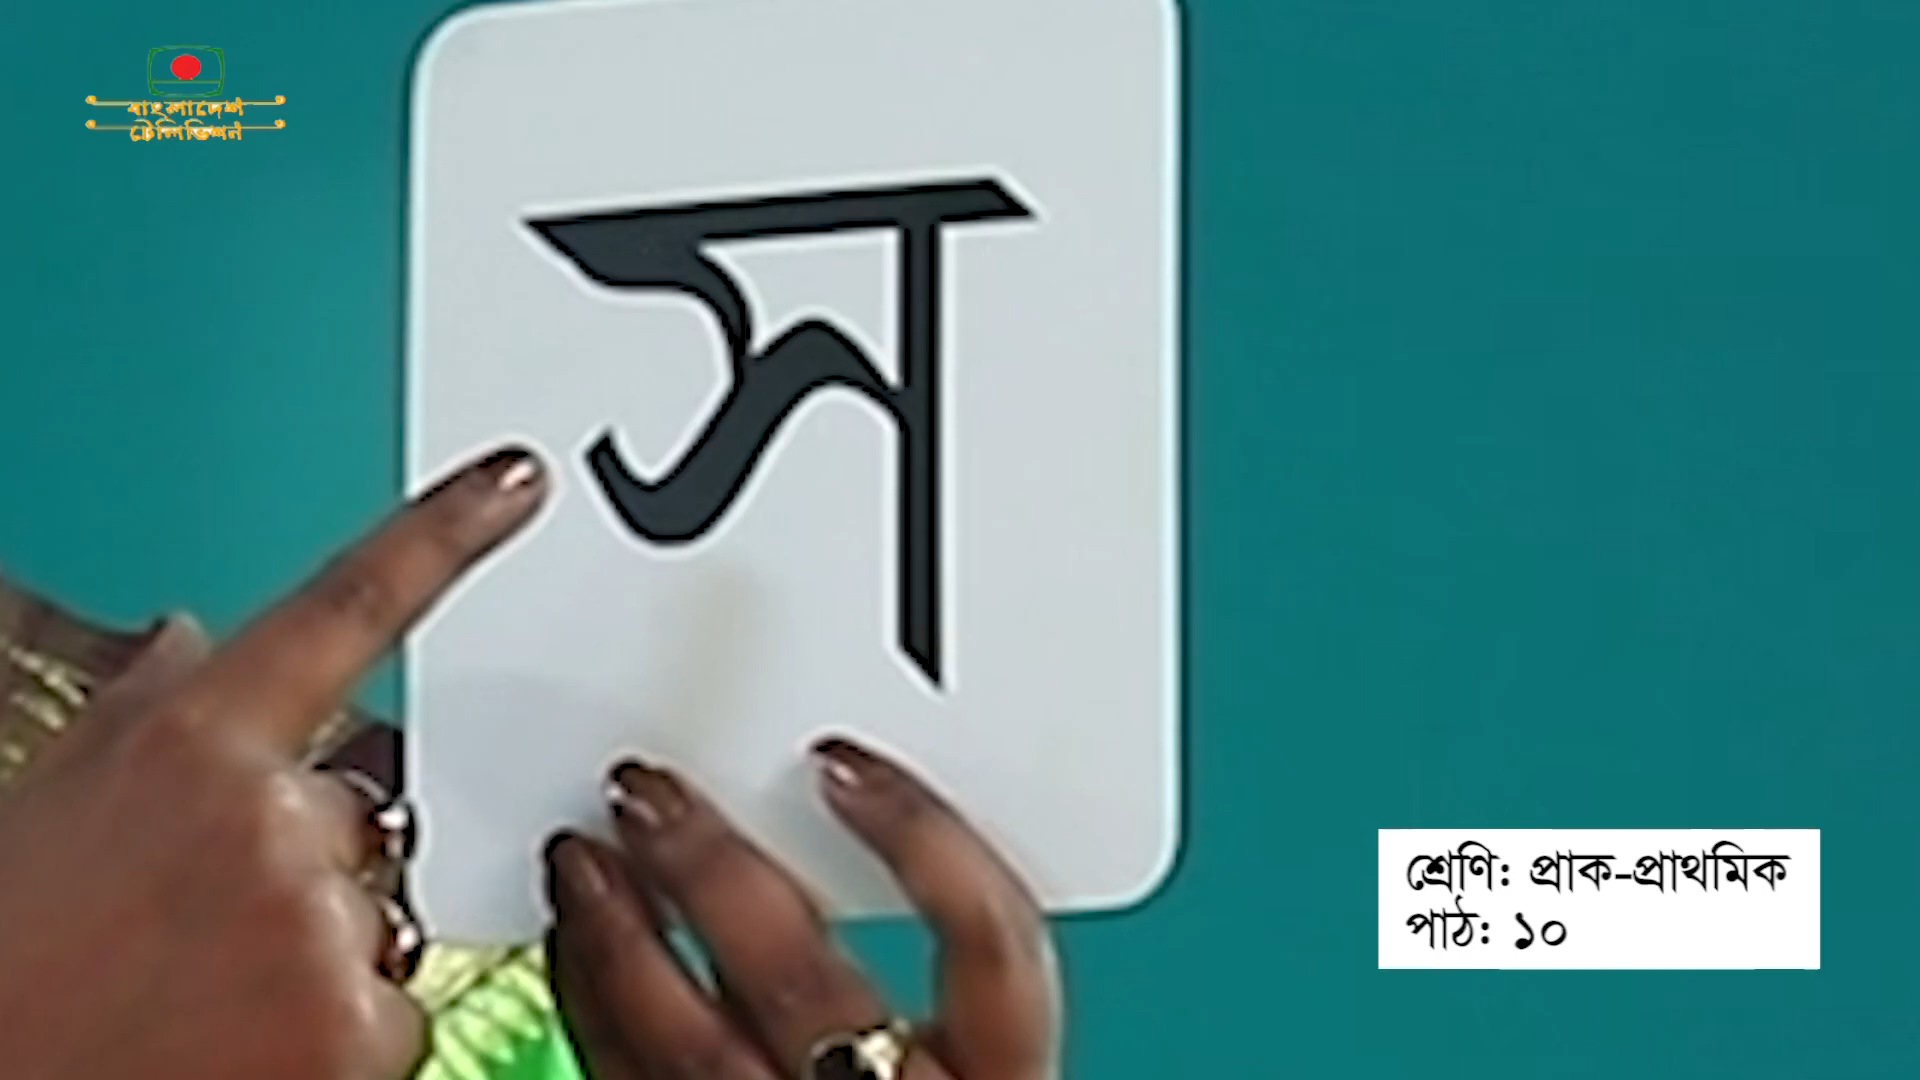 বাংলাদেশ
টেলিভিশন
স
শ্রেণি: প্রাক-প্রাথমিক
পাঠ: ১০